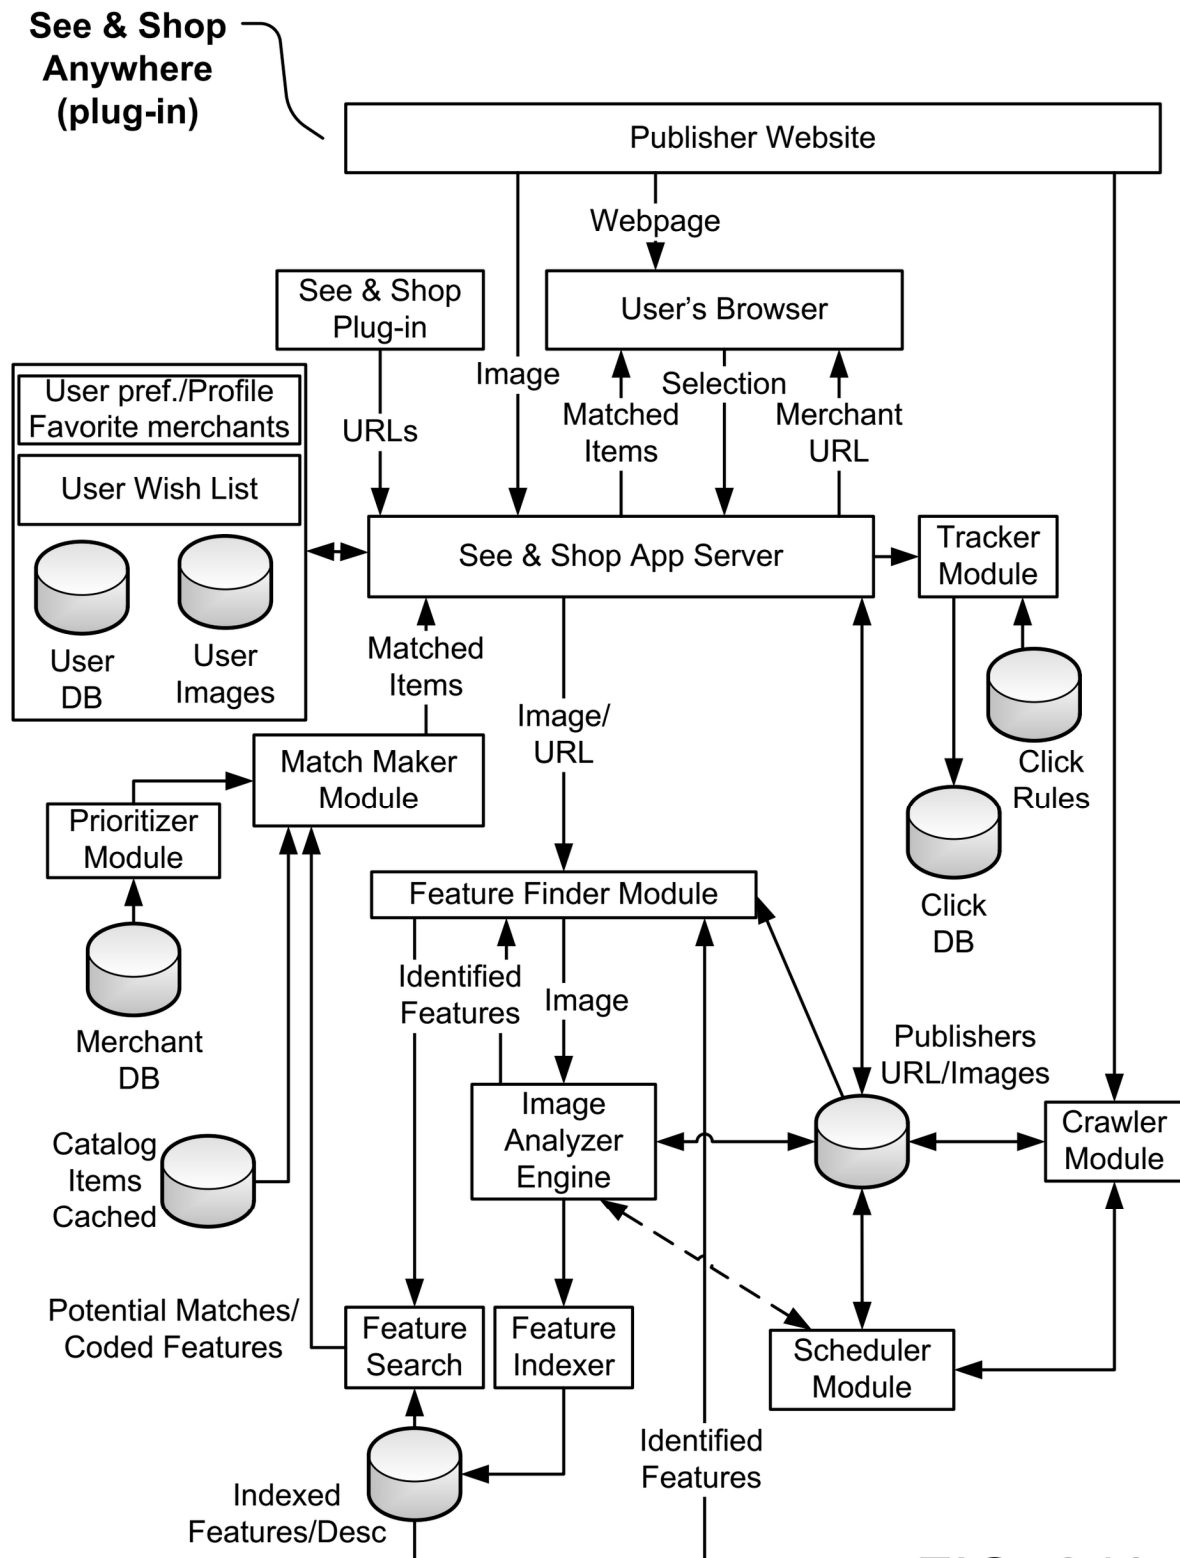 See & Shop
Anywhere
(plug-in)
Publisher Website
Webpage
See & Shop
Plug-in
User's Browser
Image
Selection
Matched
Items
Merchant
URL
URLs
User pref./Profile
Favorite merchants
User Wish List
User
DB
User
Images
See & Shop App Server
Tracker
Module
Matched
Items
Image/
URL
Click
Rules
Click
DB
Match Maker
Module
Prioritizer
Module
Merchant
DB
Feature Finder Module
Identified
Features
Image
Publishers
URL/Images
Image
Analyzer
Engine
Crawler
Module
Catalog
Items
Cached
Potential Matches/
Coded Features
Feature
Search
Feature
Indexer
Scheduler
Module
Identified
Features
Indexed
Features/Desc